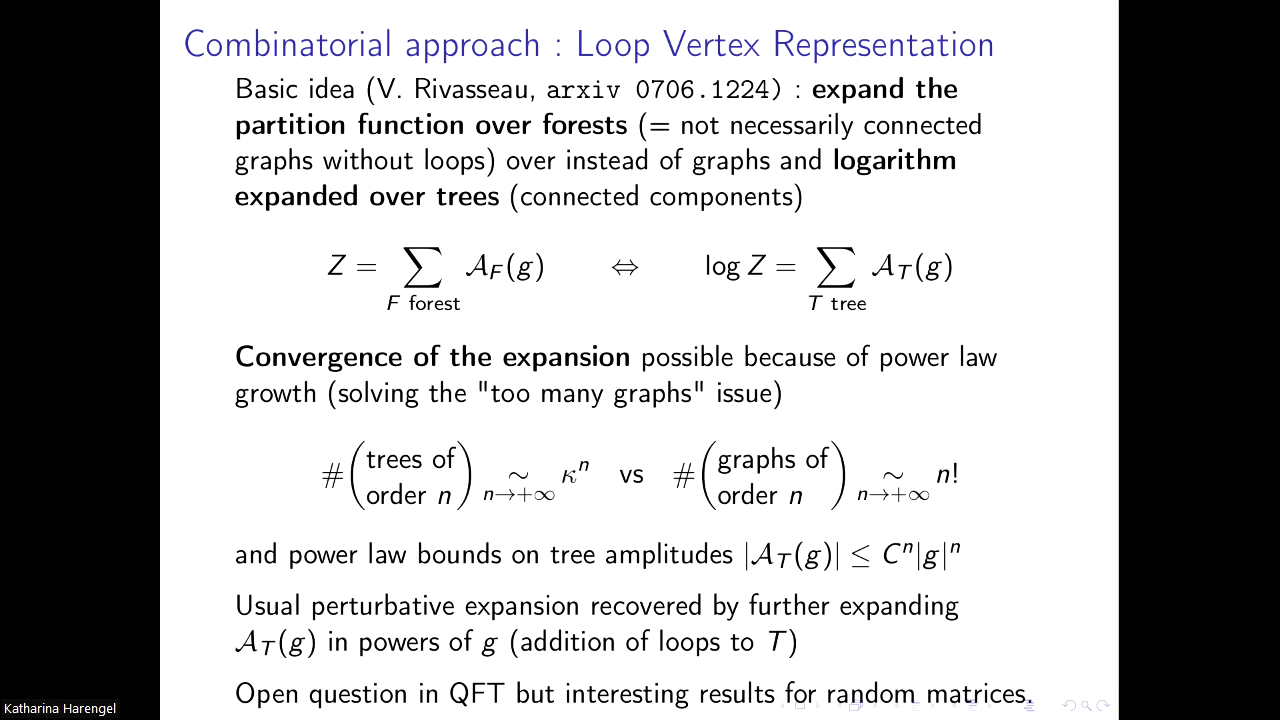 Combinatorial approach : Loop Vertex Representation
Basic idea (V. Rivasseau, arxiv 0706.1224) : expand the
partition function over forests (= not necessarily connected
graphs without loops) over instead of graphs and logarithm
expanded over trees (connected components)
Z = ∑_{F forest} 𝒜_F(g) ⇔ log Z = ∑_{T tree} 𝒜_T(g)
Convergence of the expansion possible because of power law
growth (solving the "too many graphs" issue)
#(trees of order n) ∼_{n→+∞} κ^n vs #(graphs of order n) ∼_{n→+∞} n!
and power law bounds on tree amplitudes |𝒜_T(g)| ≤ C^n|g|^n
Usual perturbative expansion recovered by further expanding
𝒜_T(g) in powers of g (addition of loops to T)
Open question in QFT but interesting results for random matrices.
Katharina Harengel